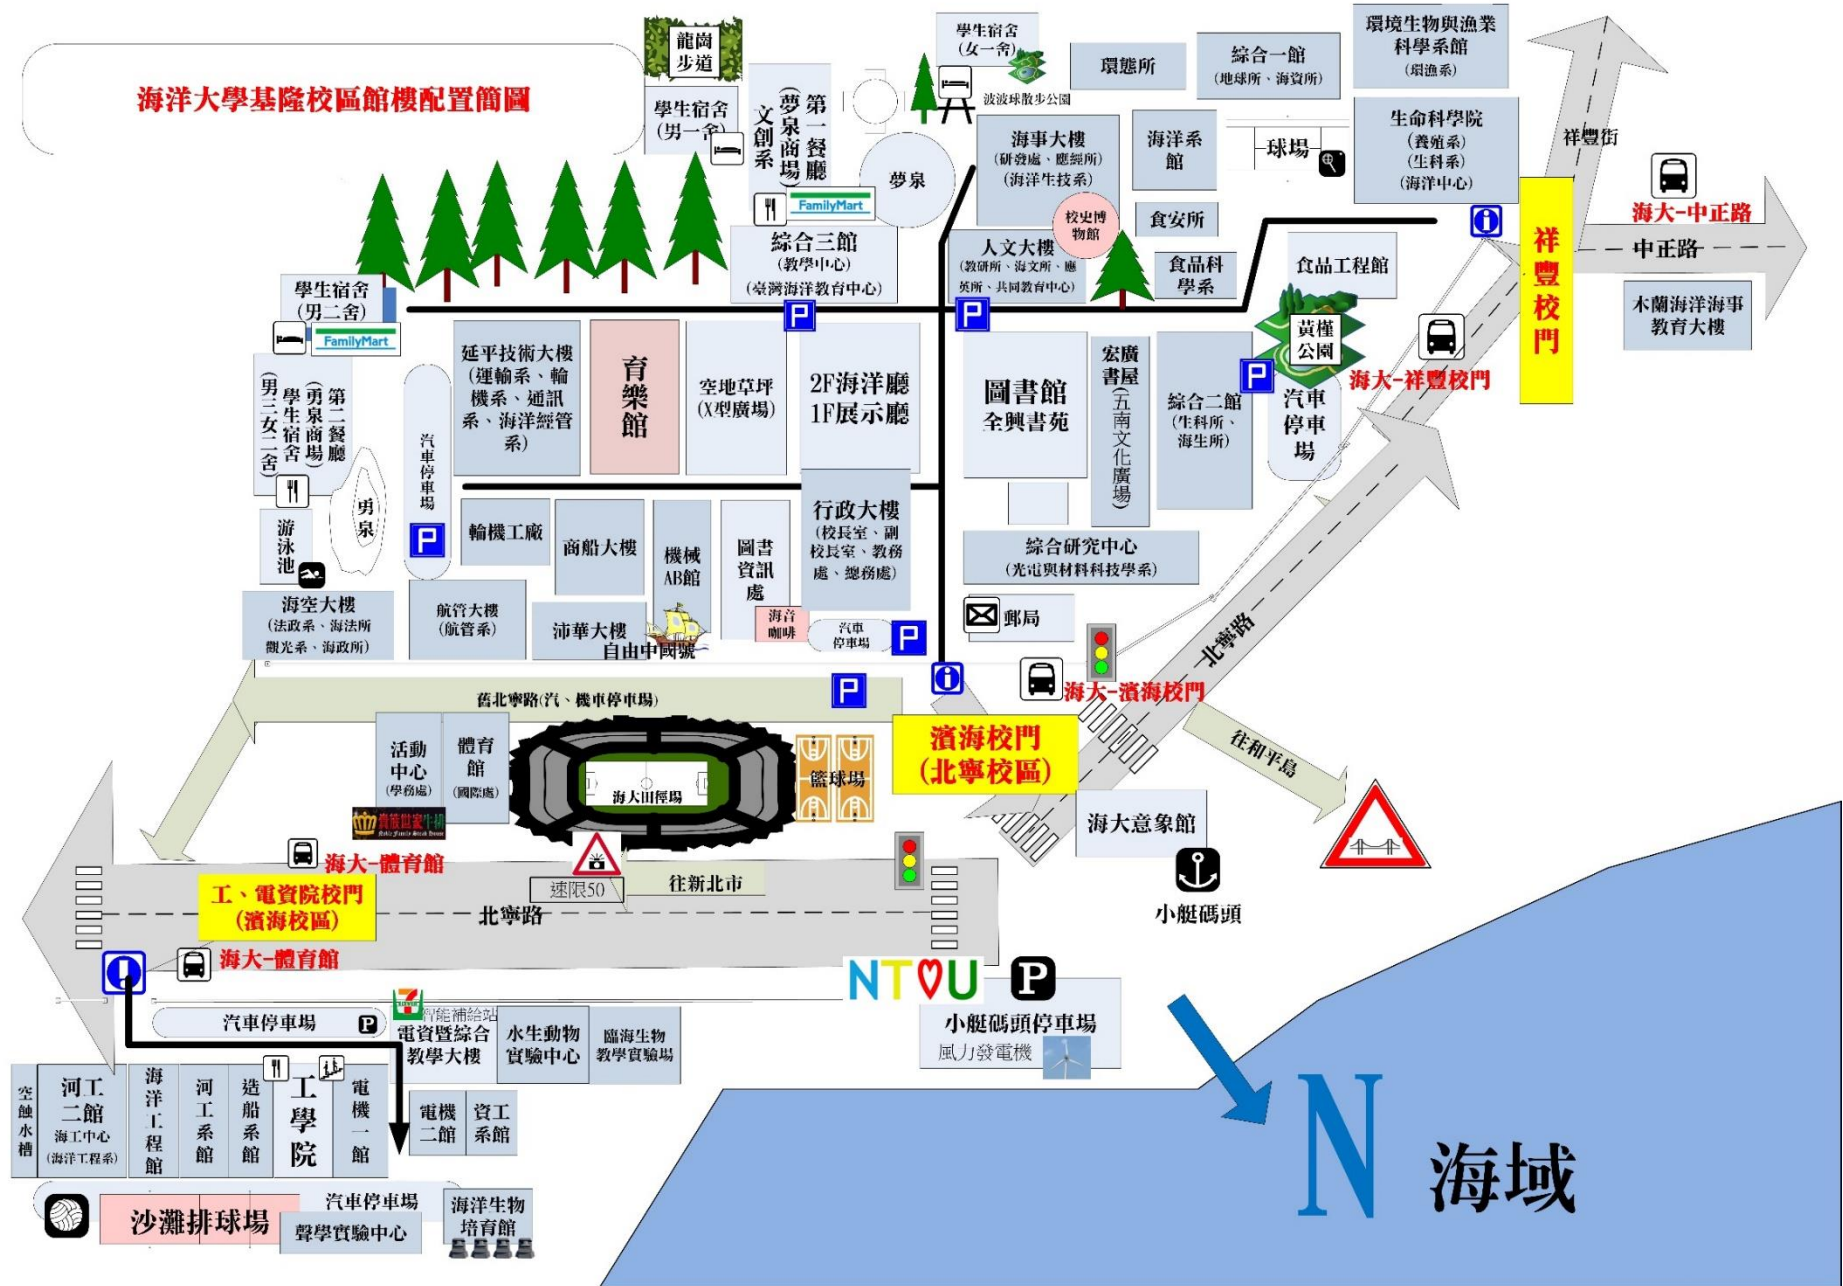 海洋大學基隆校區館樓配置簡圖
龍崗
步道
學生宿舍
(男一舍)
第一餐廳
(夢泉商場)
文創系
FamilyMart
夢泉
學生宿舍
(女一舍)
波波球散步公園
環態所
綜合一館
(地球所、海資所)
環境生物與漁業
科學系館
(環漁系)
海事大樓
(研發處、應經所)
(海洋生技系)
海洋系
館
球場
生命科學院
(養殖系)
(生科系)
(海洋中心)
祥豐街
海大-中正路
中正路
祥豐校門
木蘭海洋海事
教育大樓
校史博
物館
食安所
人文大樓
(教研所、海文所、應
英所、共同教育中心)
食品科
學系
食品工程館
綜合三館
(教學中心)
(臺灣海洋教育中心)
P
P
學生宿舍
(男二舍)
FamilyMart
第二餐廳
(勇泉商場)
學生宿舍
(男三女二舍)
勇泉
汽車停車場
P
延平技術大樓
(運輸系、輪
機系、通訊
系、海洋經管
系)
育樂館
空地草坪
(X型廣場)
2F海洋廳
1F展示廳
圖書館
全興書苑
宏廣書屋(五南文化廣場)
綜合二館
(生科所、
海生所)
P
黃槿
公園
汽車
停車
場
海大-祥豐校門
游泳池
輪機工廠
商船大樓
機械
AB館
圖書
資訊
處
行政大樓
(校長室、副
校長室、教務
處、總務處)
綜合研究中心
(光電與材料科技學系)
海空大樓
(法政系、海法所
觀光系、海政所)
航管大樓
(航管系)
沛華大樓
自由中國號
海音
咖啡
汽車
停車場
P
郵局
北寧路
海大-濱海校門
舊北寧路(汽、機車停車場)
P
活動
中心
(學務處)
體育
館
(國際處)
海大田徑場
籃球場
濱海校門
(北寧校區)
往和平島
貴族世家牛排
Noble Family Steak House
海大意象館
小艇碼頭
海大-體育館
速限50
往新北市
工、電資院校門
(濱海校區)
北寧路
海大-體育館
NTOU
P
小艇碼頭停車場
風力發電機
汽車停車場
P
智能補給站
電資暨綜合
教學大樓
水生動物
實驗中心
臨海生物
教學實驗場
空蝕水槽
河工
二館
海工中心
(海洋工程系)
海洋工程館
河工系館
造船系館
工學院
電機一館
電機
二館
資工
系館
沙灘排球場
汽車停車場
聲學實驗中心
海洋生物
培育館
N
海域